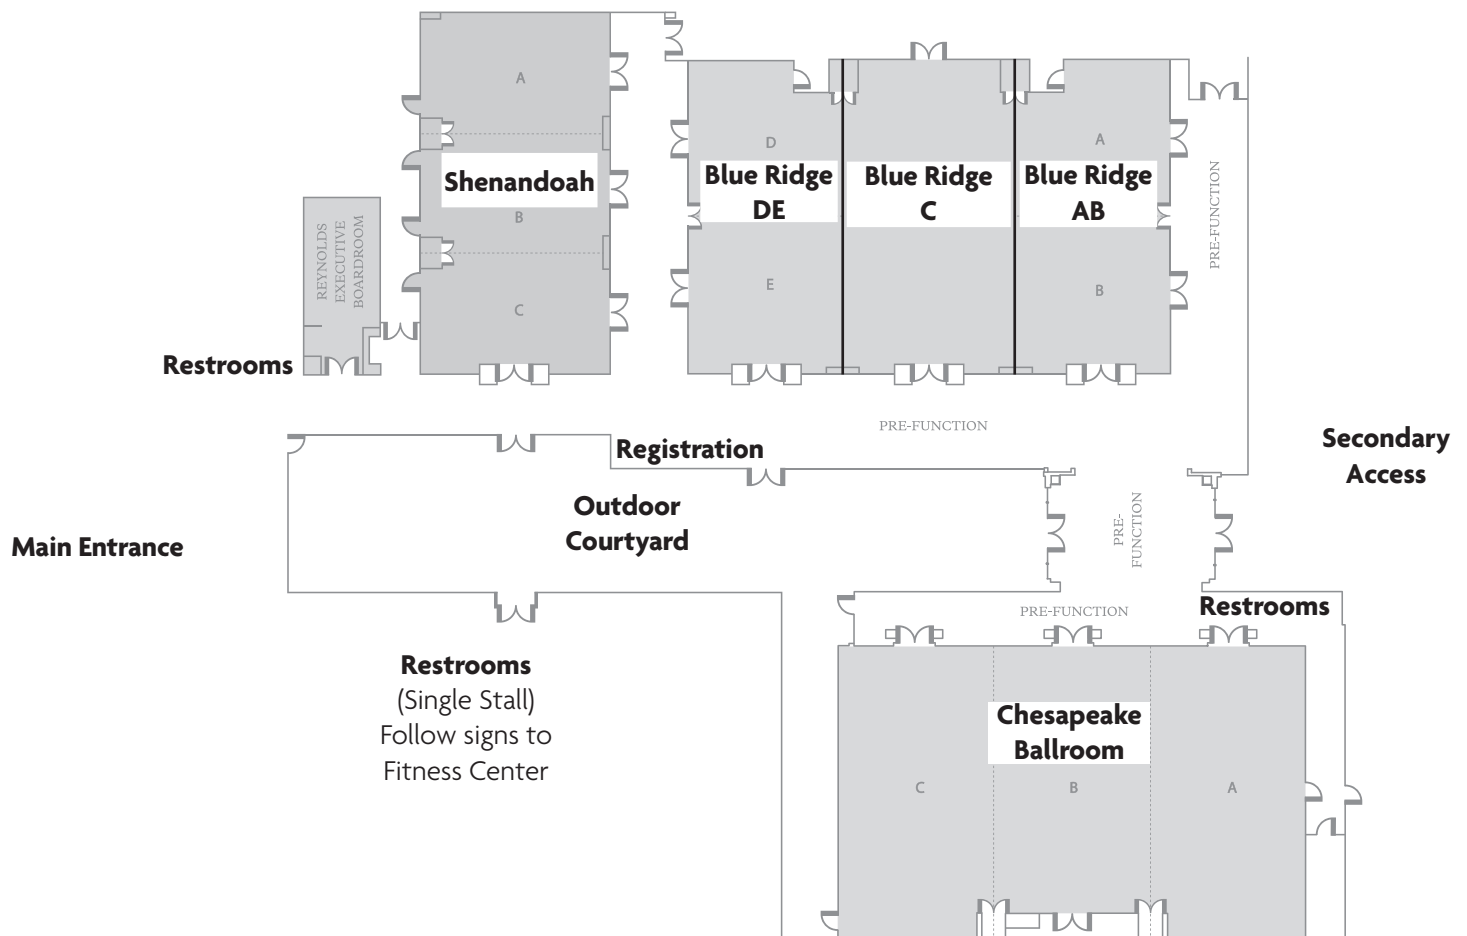 A
Shenandoah
B
C
REYNOLDS
EXECUTIVE
BOARDROOM
Restrooms
D
Blue Ridge
DE
E
Blue Ridge
C
A
Blue Ridge
AB
B
PRE-FUNCTION
PRE-FUNCTION
Registration
Secondary
Access
Outdoor
Courtyard
Main Entrance
PRE-
FUNCTION
PRE-FUNCTION
Restrooms
Restrooms
(Single Stall)
Follow signs to
Fitness Center
Chesapeake
Ballroom
C
B
A